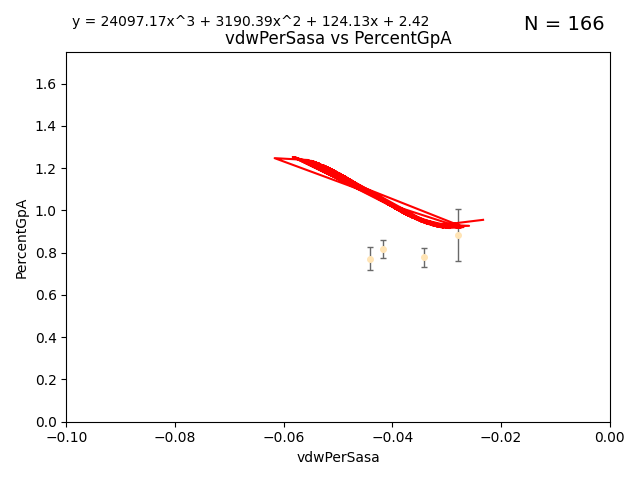 y = 24097.17x^3 + 3190.39x^2 + 124.13x + 2.42
N = 166
vdwPerSasa vs PercentGpA
1.6
1.4
1.2
1.0
0.8
0.6
0.4
0.2
0.0
PercentGpA
−0.10 −0.08 −0.06 −0.04 −0.02 0.00
vdwPerSasa